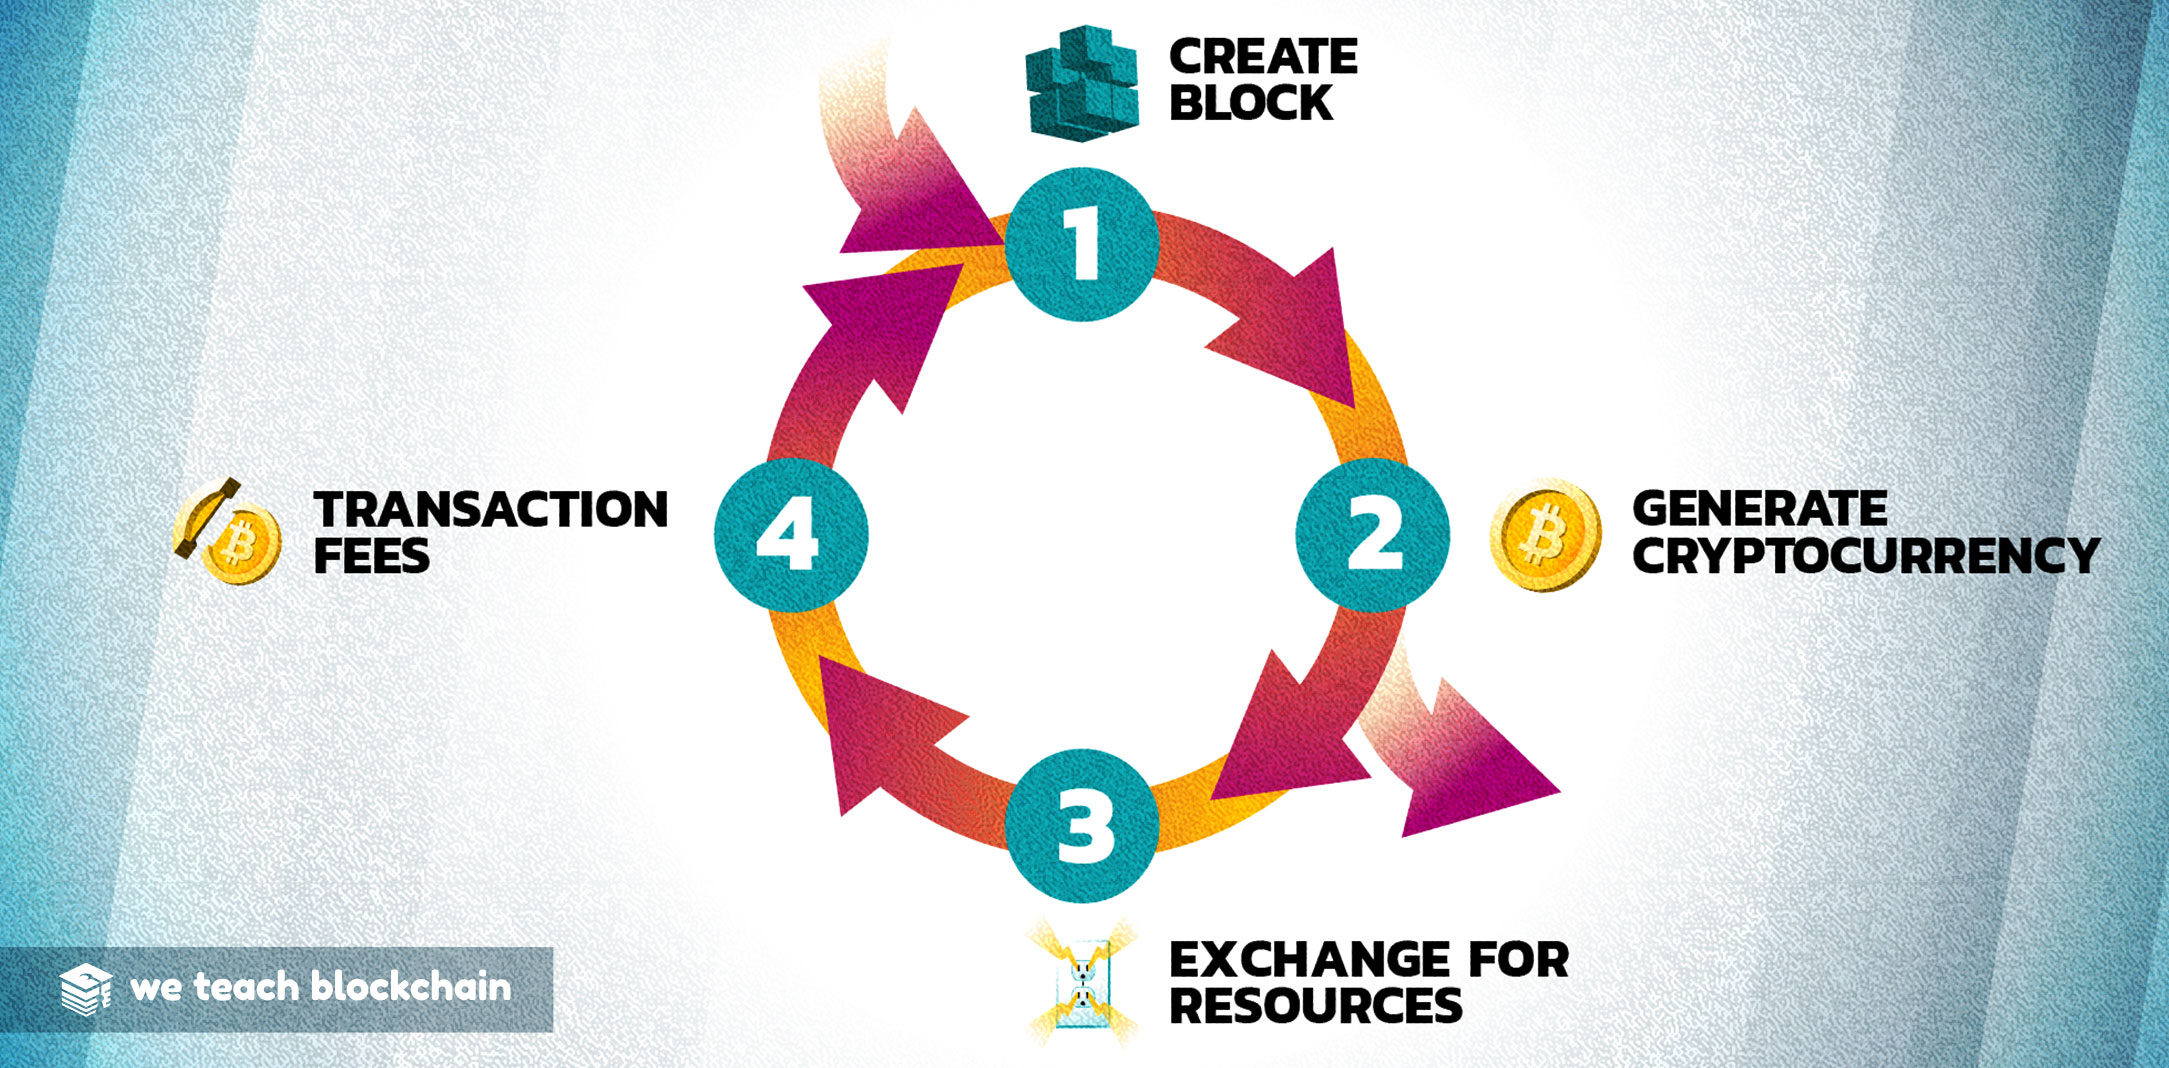 CREATE
BLOCK
1
2
GENERATE
CRYPTOCURRENCY
3
EXCHANGE FOR
RESOURCES
4
TRANSACTION
FEES
we teach blockchain